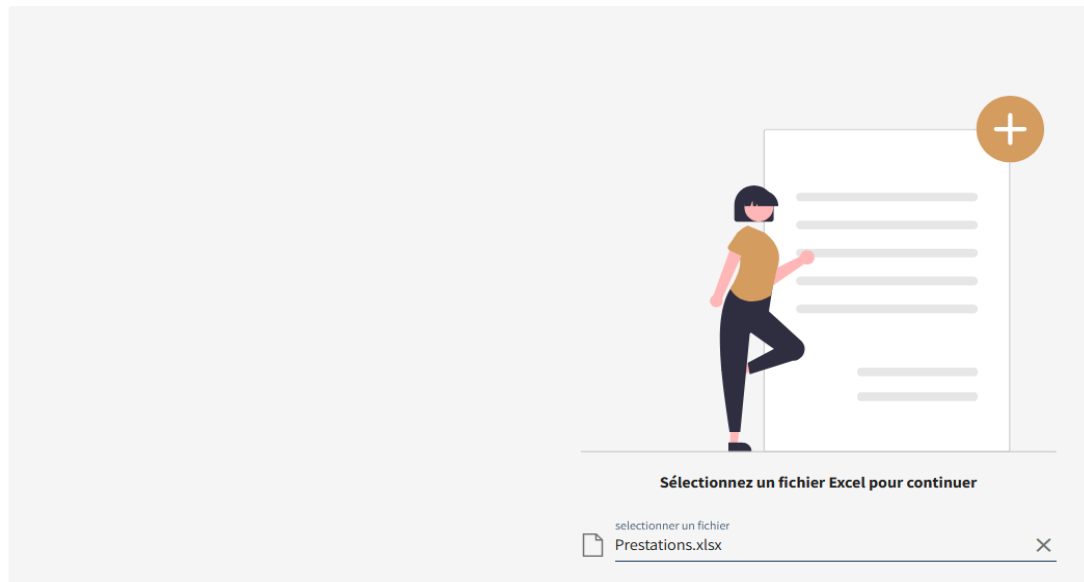 Sélectionnez un fichier Excel pour continuer
selectionner un fichier
Prestations.xlsx